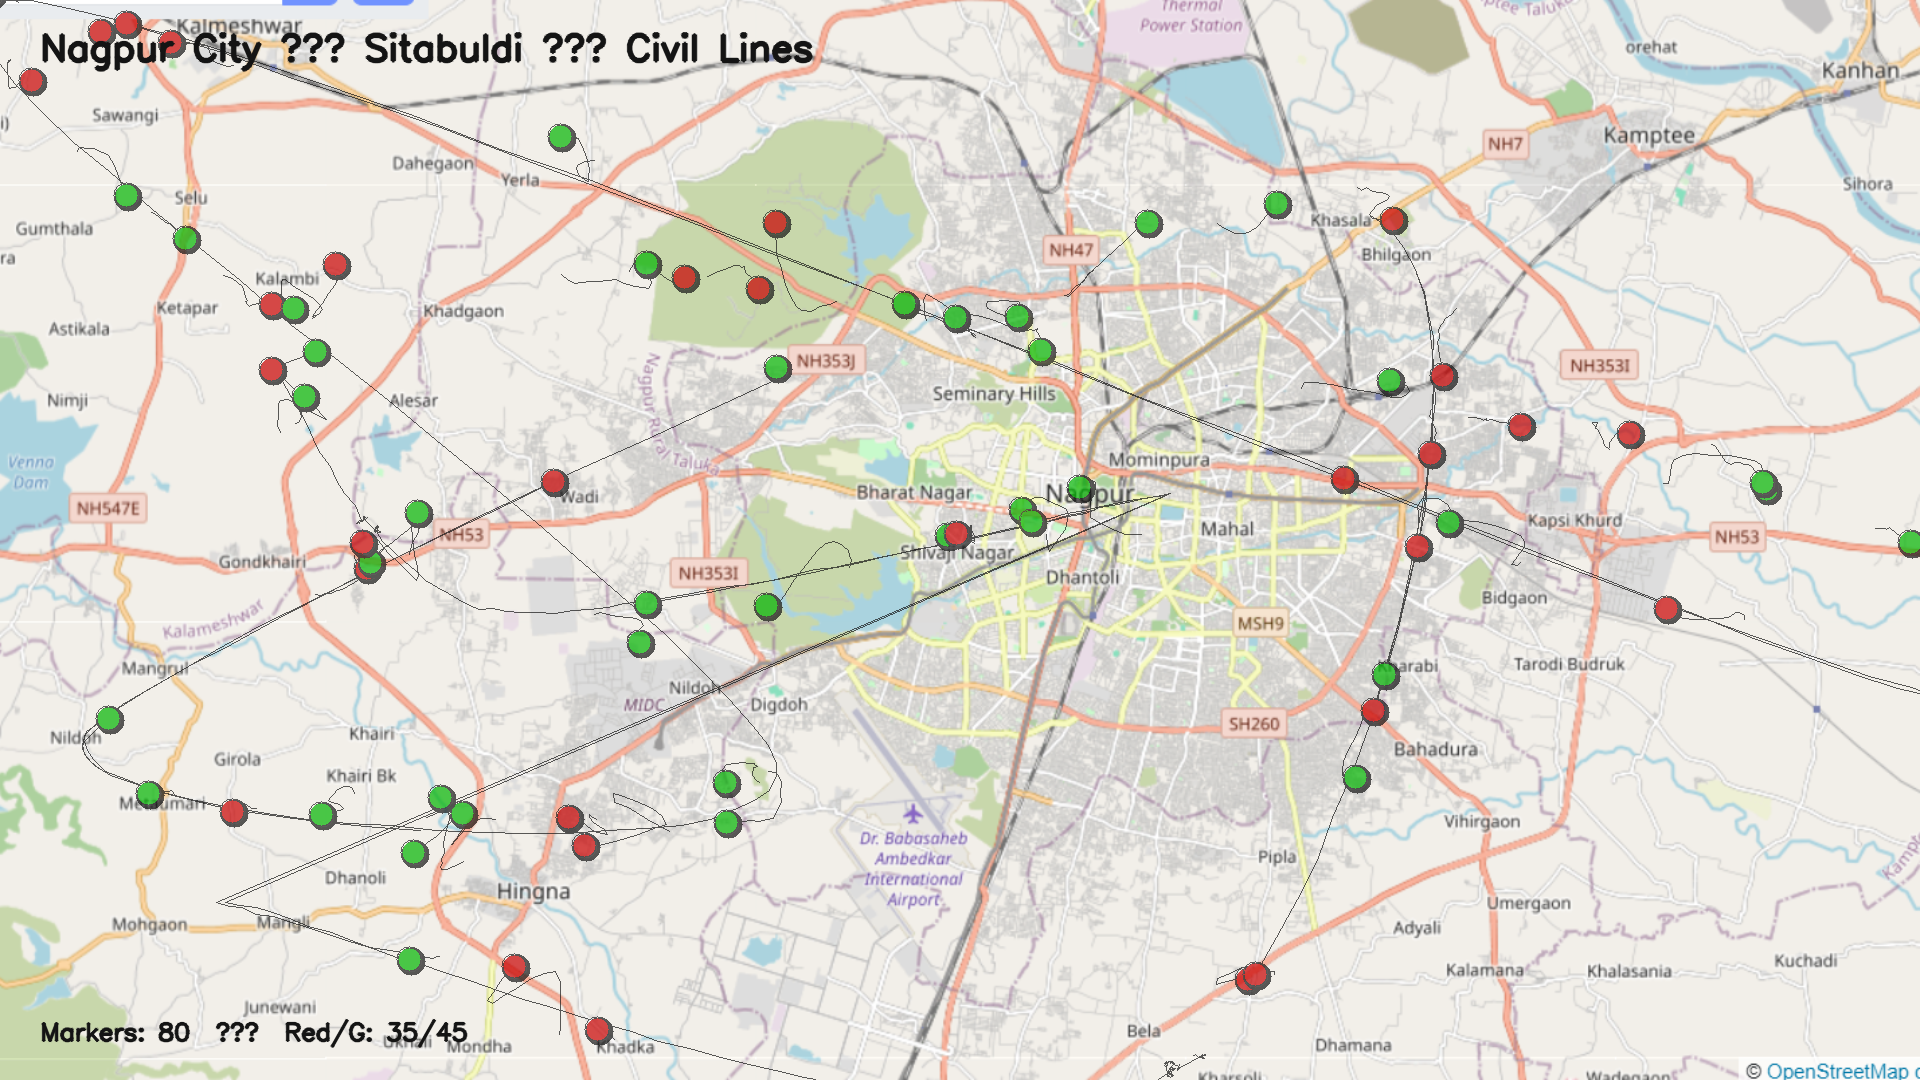 Thermal
Power Station
ptee Taluka
Kalmeshwar
Nagpur City ??? Sitabuldi ??? Civil Lines
orehat
Kanhan
Sawangi
Kamptee
NH7
Dahegaon
Yerla
Selu
Sihora
Gumthala
Khasala
NH47
Bhilgaon
ra
Kalambi
Ketapar
Khadgaon
Astikala
NH353J
NH353I
Seminary Hills
Nimji
Alesar
Nagpur Rural Taluka
Mominpura
Venna
Dam
Wadi
Bharat Nagar
Nagpur
NH547E
Kapsi Khurd
Mahal
NH53
NH53
Shivaji Nagar
Gondkhairi
NH353I
Dhantoli
Bidgaon
Kalameshwar
MSH9
Mangrul
Tarodi Budruk
Nildoh
MIDC
Digdoh
SH260
Nildoh
Khairi
Bahadura
Girola
Khairi Bk
Metaumari
Vihirgaon
Dr. Babasaheb
Ambedkar
International
Airport
Pipla
Dhanoli
Hingna
Umergaon
Mohgaon
Mangli
Adyali
Kuchadi
Kalamana
Khalasania
Junewani
Markers: 80 ??? Red/G: 35/45
Bela
Mondha
Khadka
Dhamana
Kharsoli
Wadegaon
© OpenStreetMap c